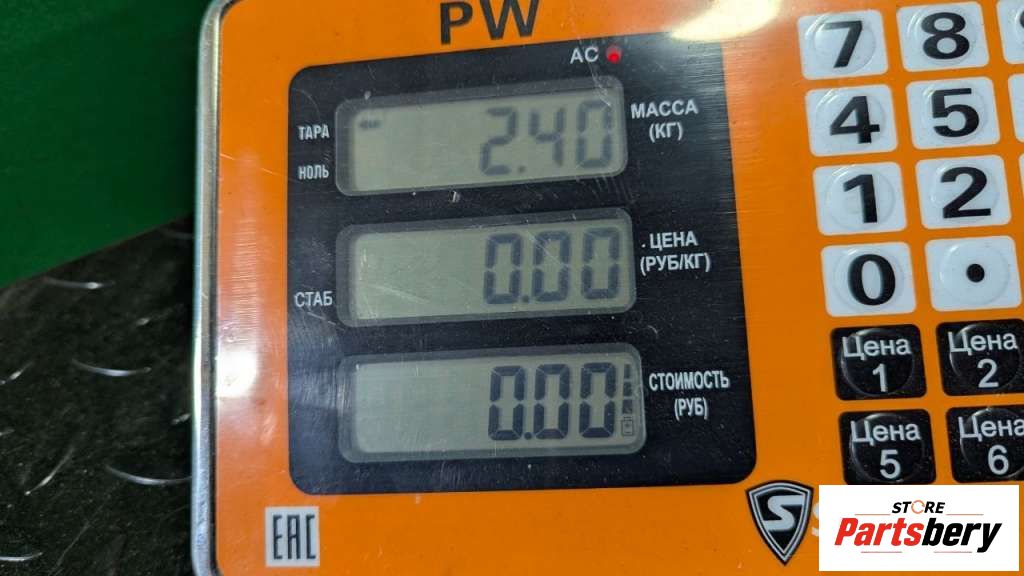 PW
AC
ТАРА
НОЛЬ
2.40
МАССА
(КГ)
СТАБ
0.00
ЦЕНА
(РУБ/КГ)
0.00
СТОИМОСТЬ
(РУБ)
7 8
4 5
1 2
0 .
Цена
1
Цена
2
Цена
5
Цена
6
EAC
S
STORE
Partsbery